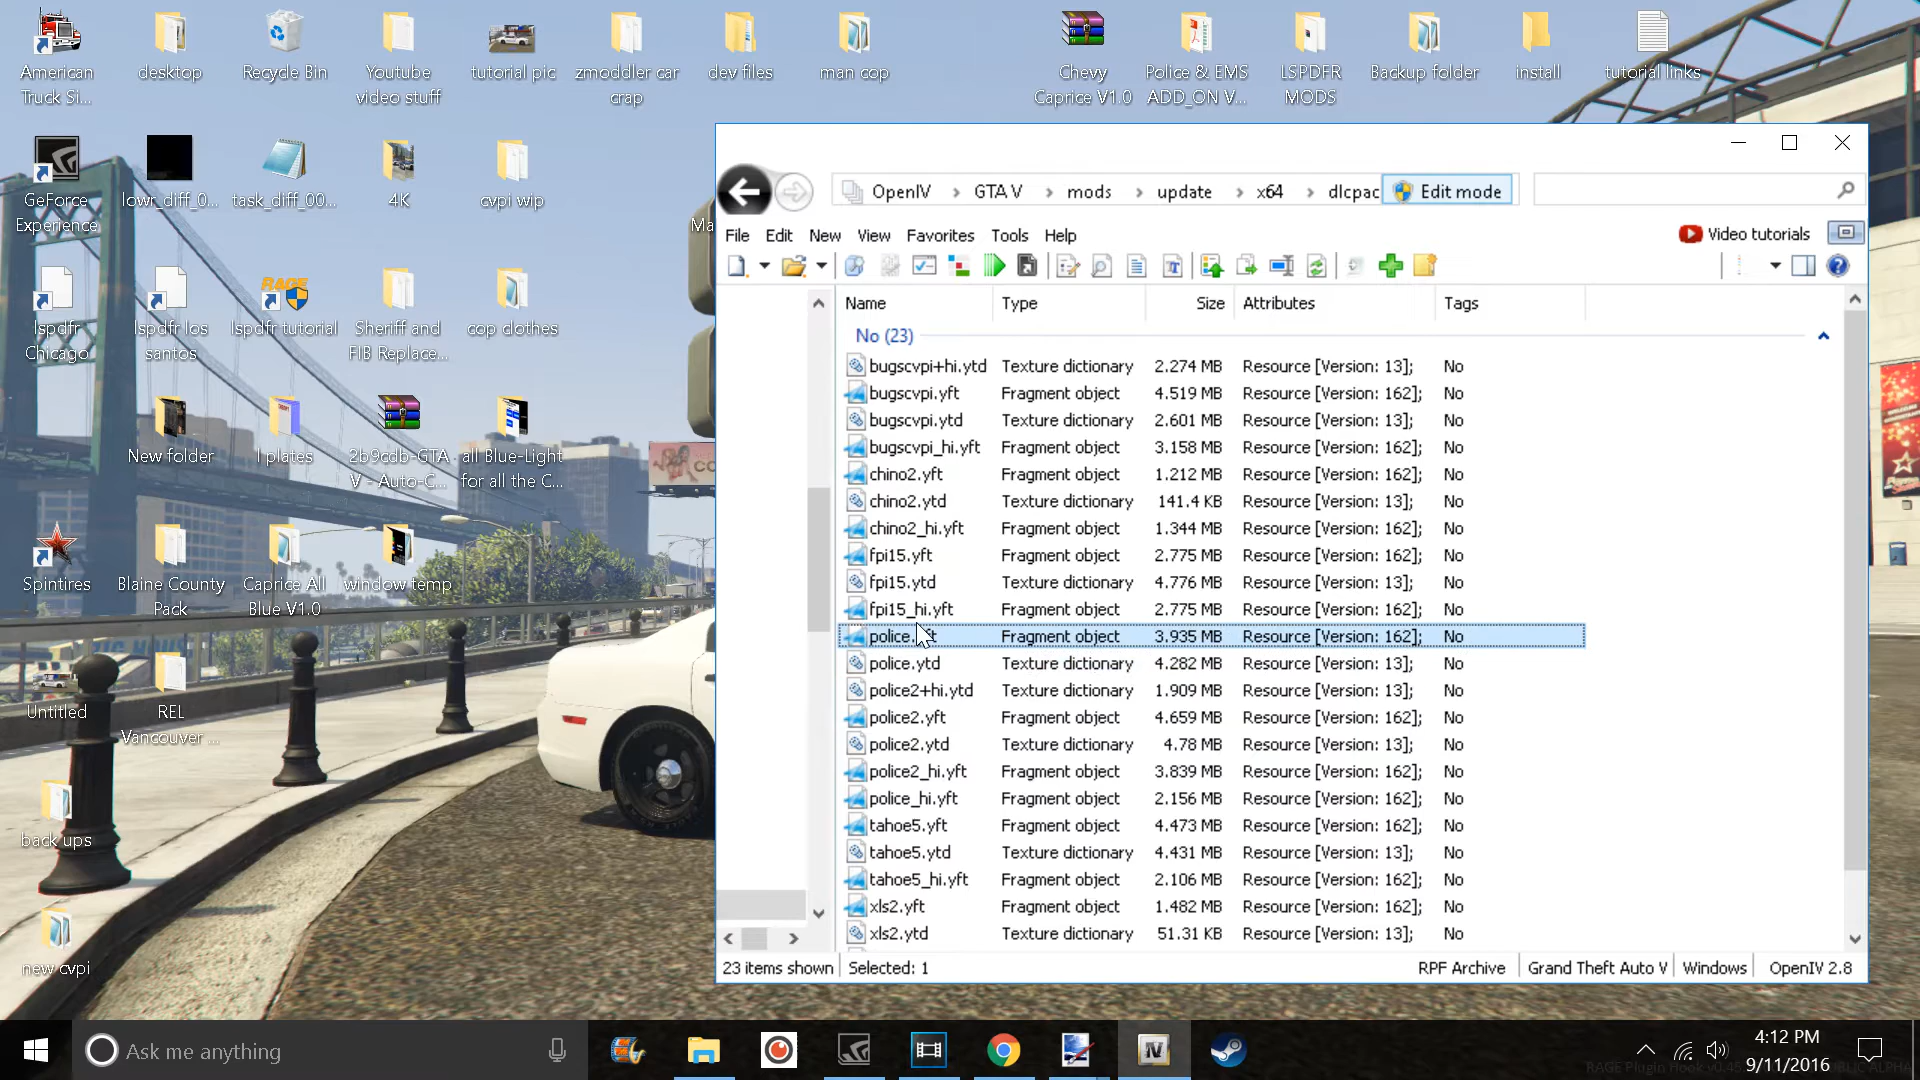 American
Truck Si...
desktop
Recycle Bin
Youtube
video stuff
tutorial pic
zmoddler car
crap
dev files
man cop
Chevy
Caprice V1.0
Police & EMS
ADD_ON V...
LSPDFR
MODS
Backup folder
install
tutorial links
GeForce
Experience
lowr_diff_0...
task_diff_00...
4K
cvpi wip
Ma
lspdfr
Chicago
lspdfr los
santos
RAGE
lspdfr tutorial
Sheriff and
FIB Replace...
cop clothes
New folder
l plates
2b9cdb-GTA
V - Auto-C...
all Blue-Light
for all the C...
Spintires
Blaine County
Pack
Caprice All
Blue V1.0
window temp
Untitled
REL
Vancouver ...
back ups
new cvpi
OpenIV
GTA V
mods
update
x64
dlcpac
Edit mode
File Edit New View Favorites Tools Help
Video tutorials
Name Type Size Attributes Tags
No (23)
bugscvpi+hi.ytd Texture dictionary 2.274 MB Resource [Version: 13]; No
bugscvpi.yft Fragment object 4.519 MB Resource [Version: 162]; No
bugscvpi.ytd Texture dictionary 2.601 MB Resource [Version: 13]; No
bugscvpi_hi.yft Fragment object 3.158 MB Resource [Version: 162]; No
chino2.yft Fragment object 1.212 MB Resource [Version: 162]; No
chino2.ytd Texture dictionary 141.4 KB Resource [Version: 13]; No
chino2_hi.yft Fragment object 1.344 MB Resource [Version: 162]; No
fpi15.yft Fragment object 2.775 MB Resource [Version: 162]; No
fpi15.ytd Texture dictionary 4.776 MB Resource [Version: 13]; No
fpi15_hi.yft Fragment object 2.775 MB Resource [Version: 162]; No
police.yft Fragment object 3.935 MB Resource [Version: 162]; No
police.ytd Texture dictionary 4.282 MB Resource [Version: 13]; No
police2+hi.ytd Texture dictionary 1.909 MB Resource [Version: 13]; No
police2.yft Fragment object 4.659 MB Resource [Version: 162]; No
police2.ytd Texture dictionary 4.78 MB Resource [Version: 13]; No
police2_hi.yft Fragment object 3.839 MB Resource [Version: 162]; No
police_hi.yft Fragment object 2.156 MB Resource [Version: 162]; No
tahoe5.yft Fragment object 4.473 MB Resource [Version: 162]; No
tahoe5.ytd Texture dictionary 4.431 MB Resource [Version: 13]; No
tahoe5_hi.yft Fragment object 2.106 MB Resource [Version: 162]; No
xls2.yft Fragment object 1.482 MB Resource [Version: 162]; No
xls2.ytd Texture dictionary 51.31 KB Resource [Version: 13]; No
23 items shown Selected: 1 RPF Archive Grand Theft Auto V Windows OpenIV 2.8
Ask me anything
4:12 PM
9/11/2016